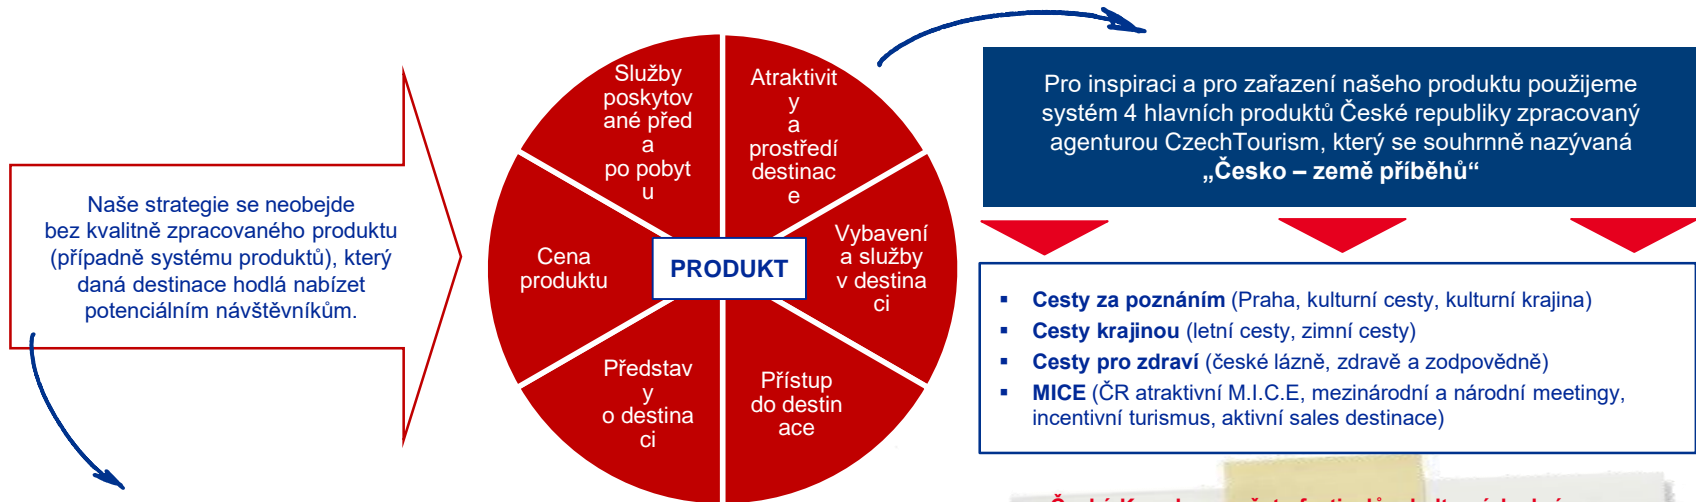 Naše strategie se neobejde
bez kvalitně zpracovaného produktu
(případně systému produktů), který
daná destinace hodlá nabízet
potenciálním návštěvníkům.
Služby
poskytov
ané před
a
po pobyt
u
Atraktivit
y
a
prostředí
destinac
e
Cena
produktu
PRODUKT
Vybavení
a služby
v destina
ci
Představ
y
o destina
ci
Přístup
do destin
ace
Pro inspiraci a pro zařazení našeho produktu použijeme
systém 4 hlavních produktů České republiky zpracovaný
agenturou CzechTourism, který se souhrnně nazývaná
„Česko – země příběhů“
▪ Cesty za poznáním (Praha, kulturní cesty, kulturní krajina)
▪ Cesty krajinou (letní cesty, zimní cesty)
▪ Cesty pro zdraví (české lázně, zdravě a zodpovědně)
▪ MICE (ČR atraktivní M.I.C.E, mezinárodní a národní meetingy,
incentivní turismus, aktivní sales destinace)